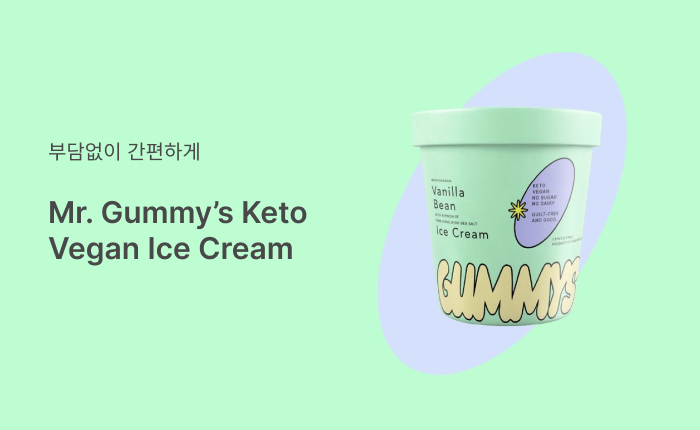 부담없이 간편하게
Mr. Gummy’s Keto
Vegan Ice Cream
Vanilla
Bean
Ice Cream
KETO
VEGAN
NO SUGAR
NO DAIRY
GUILT-FREE
AND GOOD
GUMMYS